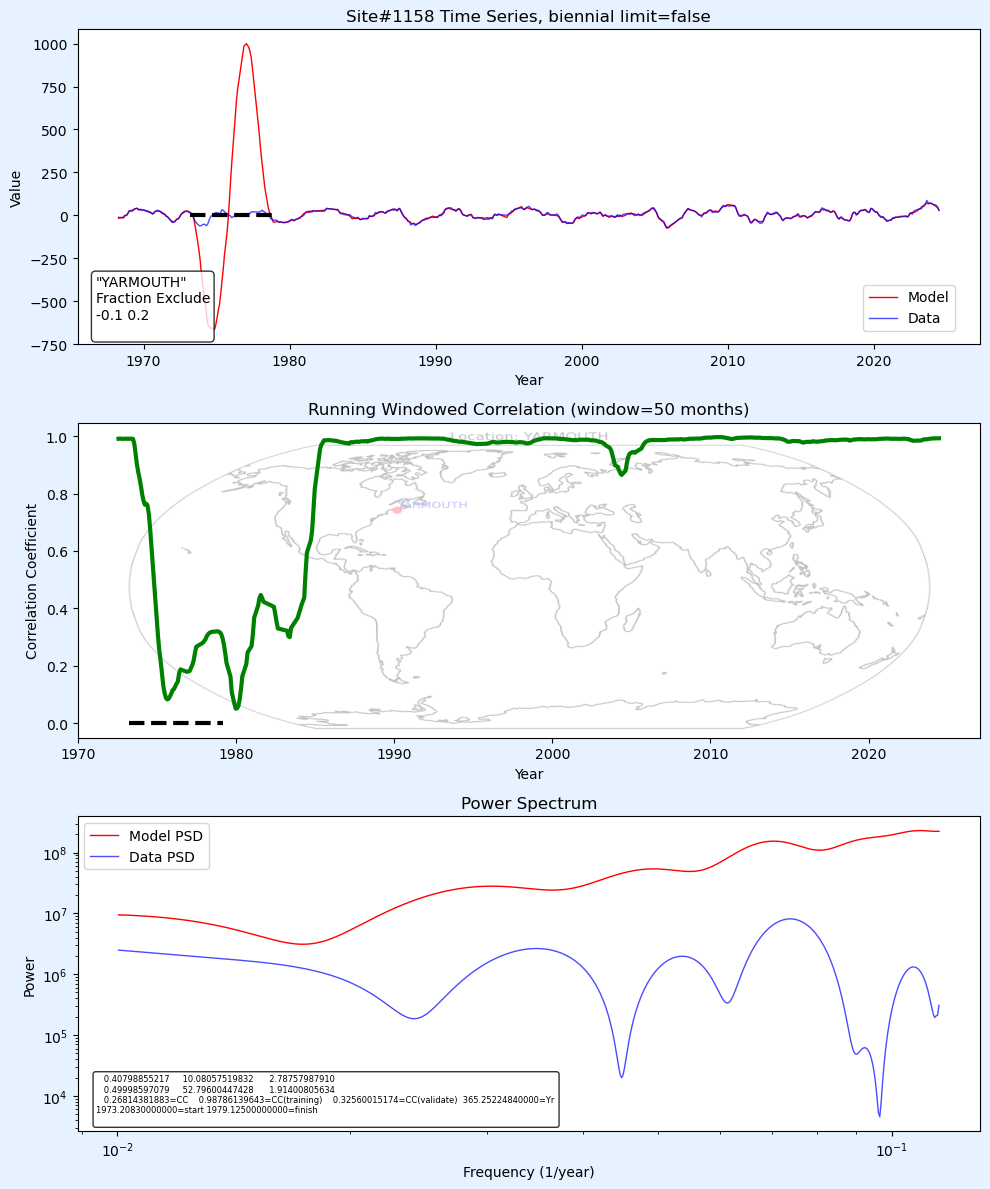 Site#1158 Time Series, biennial limit=false
Value
1000
750
500
250
0
−250
−500
−750
"YARMOUTH"
Fraction Exclude
-0.1 0.2
Model
Data
1970 1980 1990 2000 2010 2020
Year
Running Windowed Correlation (window=50 months)
Correlation Coefficient
1.0
0.8
0.6
0.4
0.2
0.0
Location: YARMOUTH
YARMOUTH
1970 1980 1990 2000 2010 2020
Year
Power Spectrum
Power
Model PSD
Data PSD
10^8
10^7
10^6
10^5
10^4
0.40798855217 10.08057519832 2.78757987910
0.49998597079 52.79600447428 1.91400805634
0.26814381883=CC 0.98786139643=CC(training) 0.32560015174=CC(validate) 365.25224840000=Yr
1973.20830000000=start 1979.12500000000=finish
10^−2 10^−1
Frequency (1/year)